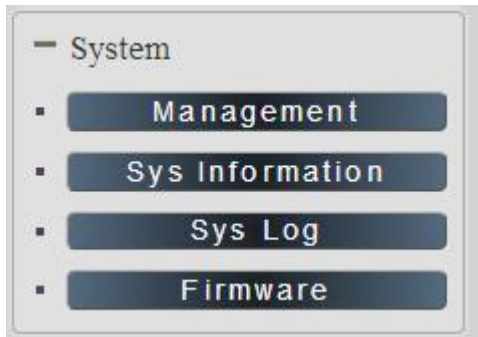 System
Management
Sys Information
Sys Log
Firmware